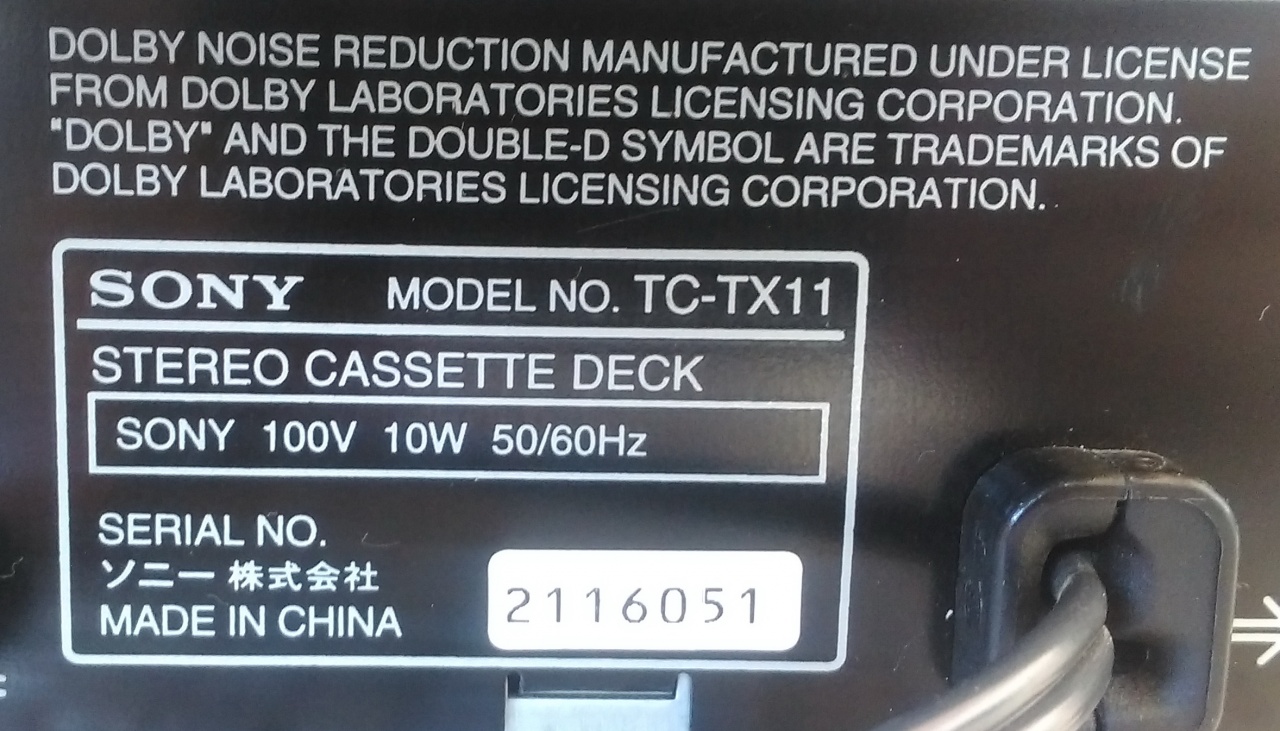 DOLBY NOISE REDUCTION MANUFACTURED UNDER LICENSE
FROM DOLBY LABORATORIES LICENSING CORPORATION.
"DOLBY" AND THE DOUBLE-D SYMBOL ARE TRADEMARKS OF
DOLBY LABORATORIES LICENSING CORPORATION.
SONY MODEL NO. TC-TX11
STEREO CASSETTE DECK
SONY 100V 10W 50/60Hz
SERIAL NO.
ソニー株式会社
MADE IN CHINA
2116051